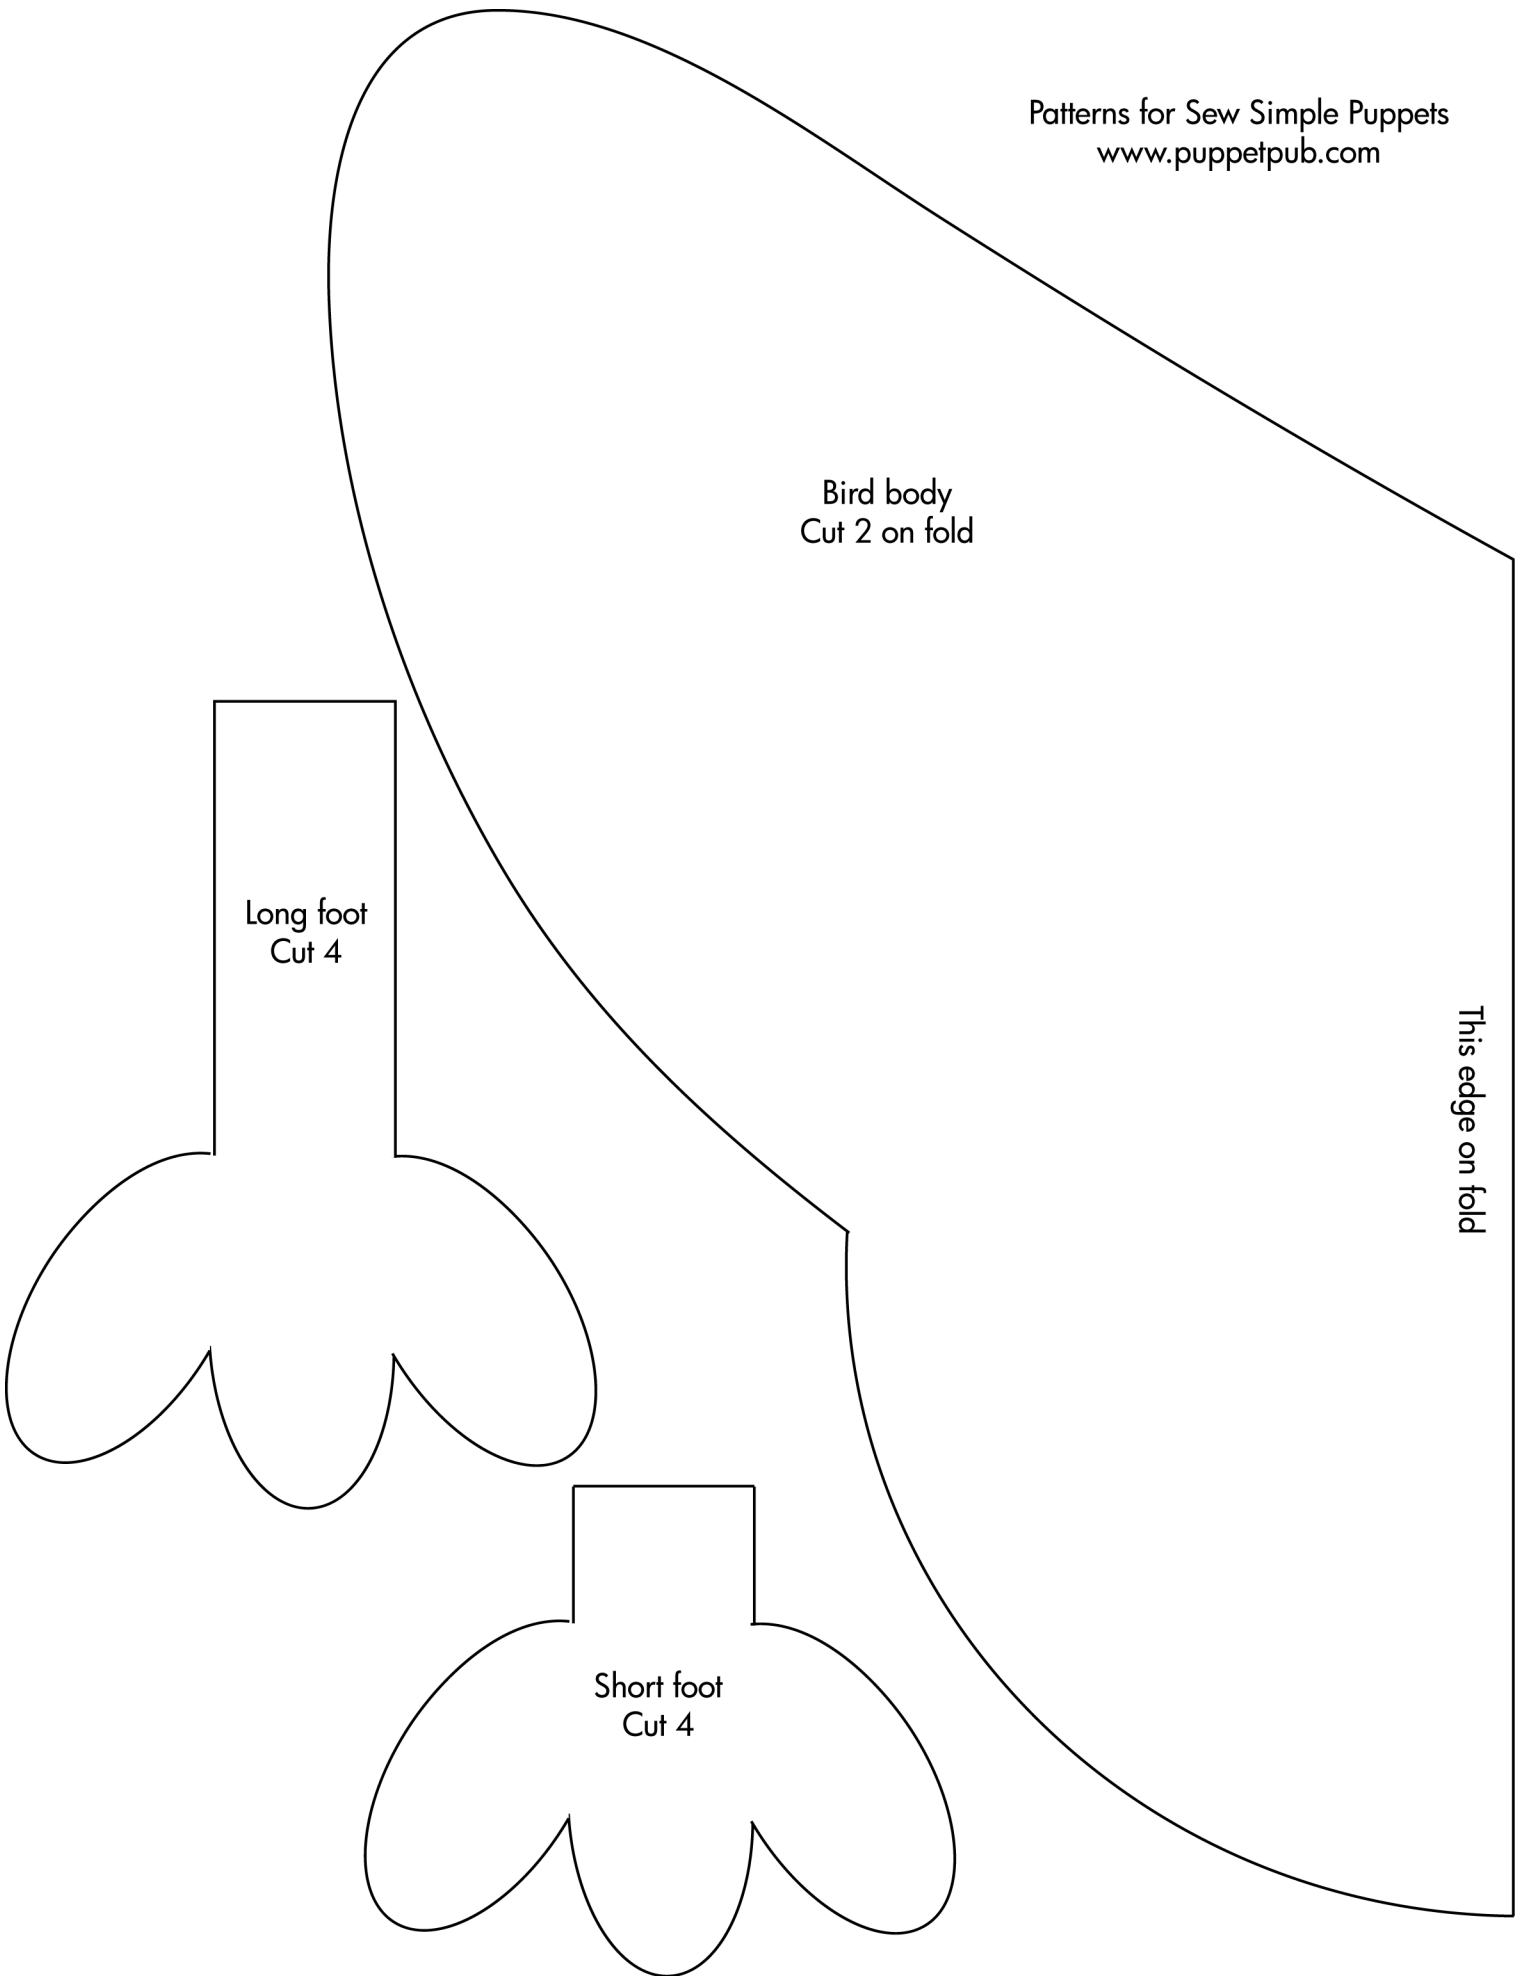 Patterns for Sew Simple Puppets
www.puppetpub.com
Bird body
Cut 2 on fold
Long foot
Cut 4
This edge on fold
Short foot
Cut 4